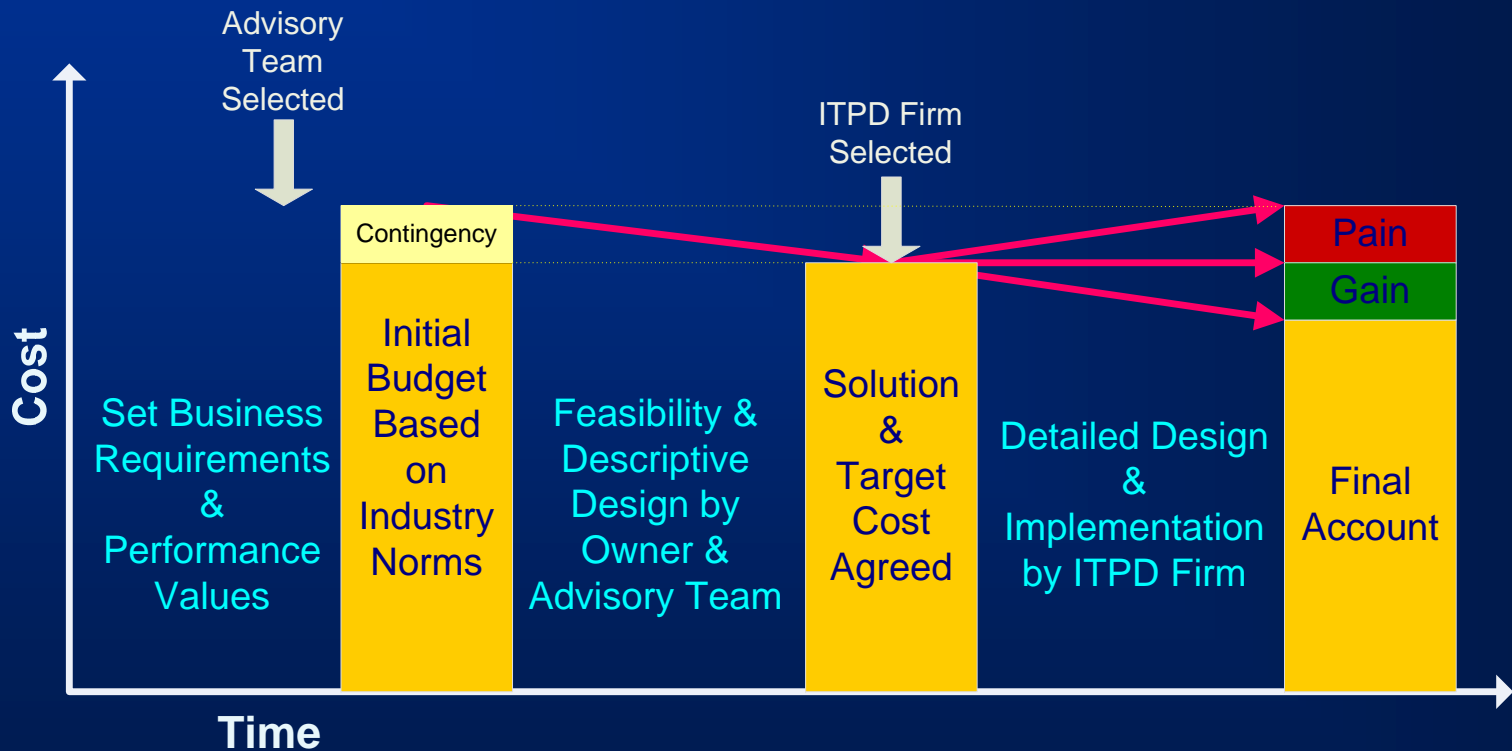 Advisory
Team
Selected
ITPD Firm
Selected
Cost
Set Business
Requirements
&
Performance
Values
Contingency
Initial
Budget
Based
on
Industry
Norms
Feasibility &
Descriptive
Design by
Owner &
Advisory Team
Solution
&
Target
Cost
Agreed
Detailed Design
&
Implementation
by ITPD Firm
Pain
Gain
Final
Account
Time